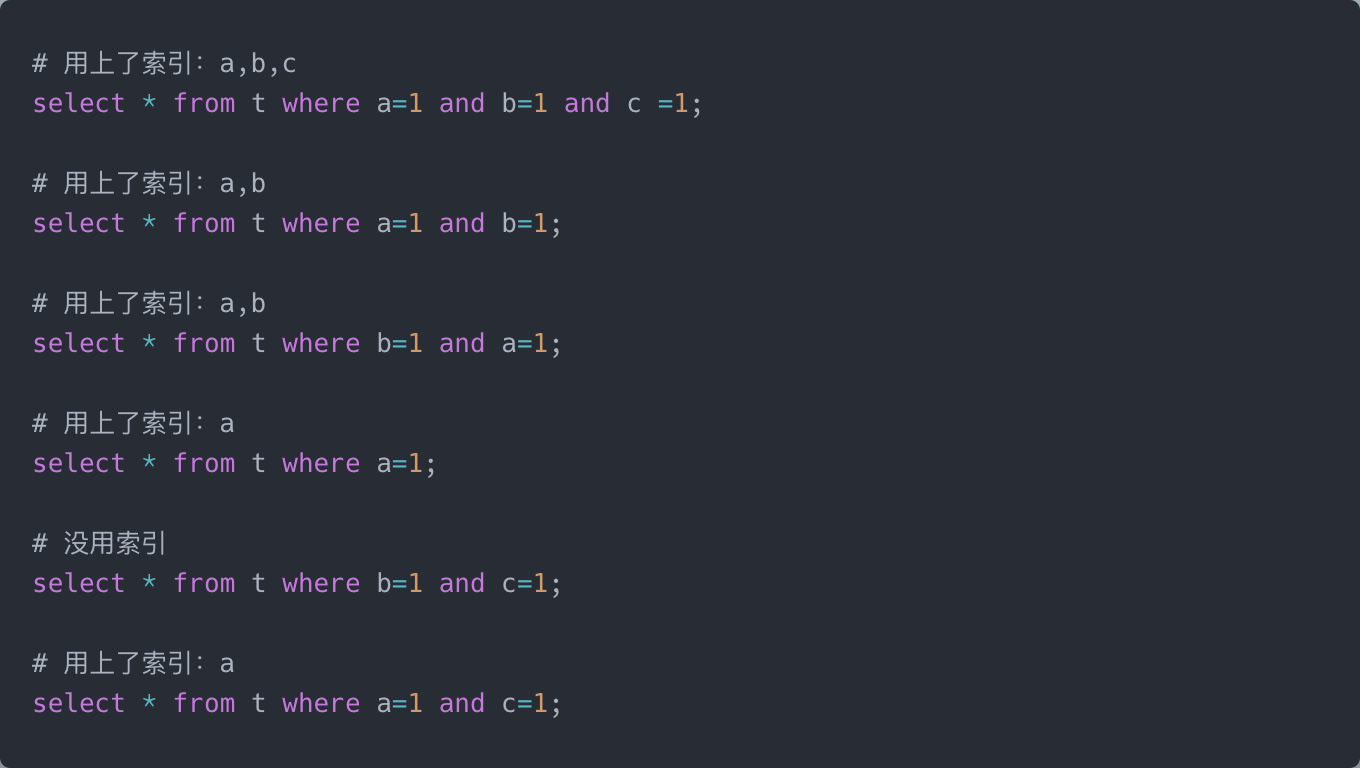 # 用上了索引：a,b,c
select * from t where a=1 and b=1 and c =1;
# 用上了索引：a,b
select * from t where a=1 and b=1;
# 用上了索引：a,b
select * from t where b=1 and a=1;
# 用上了索引：a
select * from t where a=1;
# 没用索引
select * from t where b=1 and c=1;
# 用上了索引：a
select * from t where a=1 and c=1;